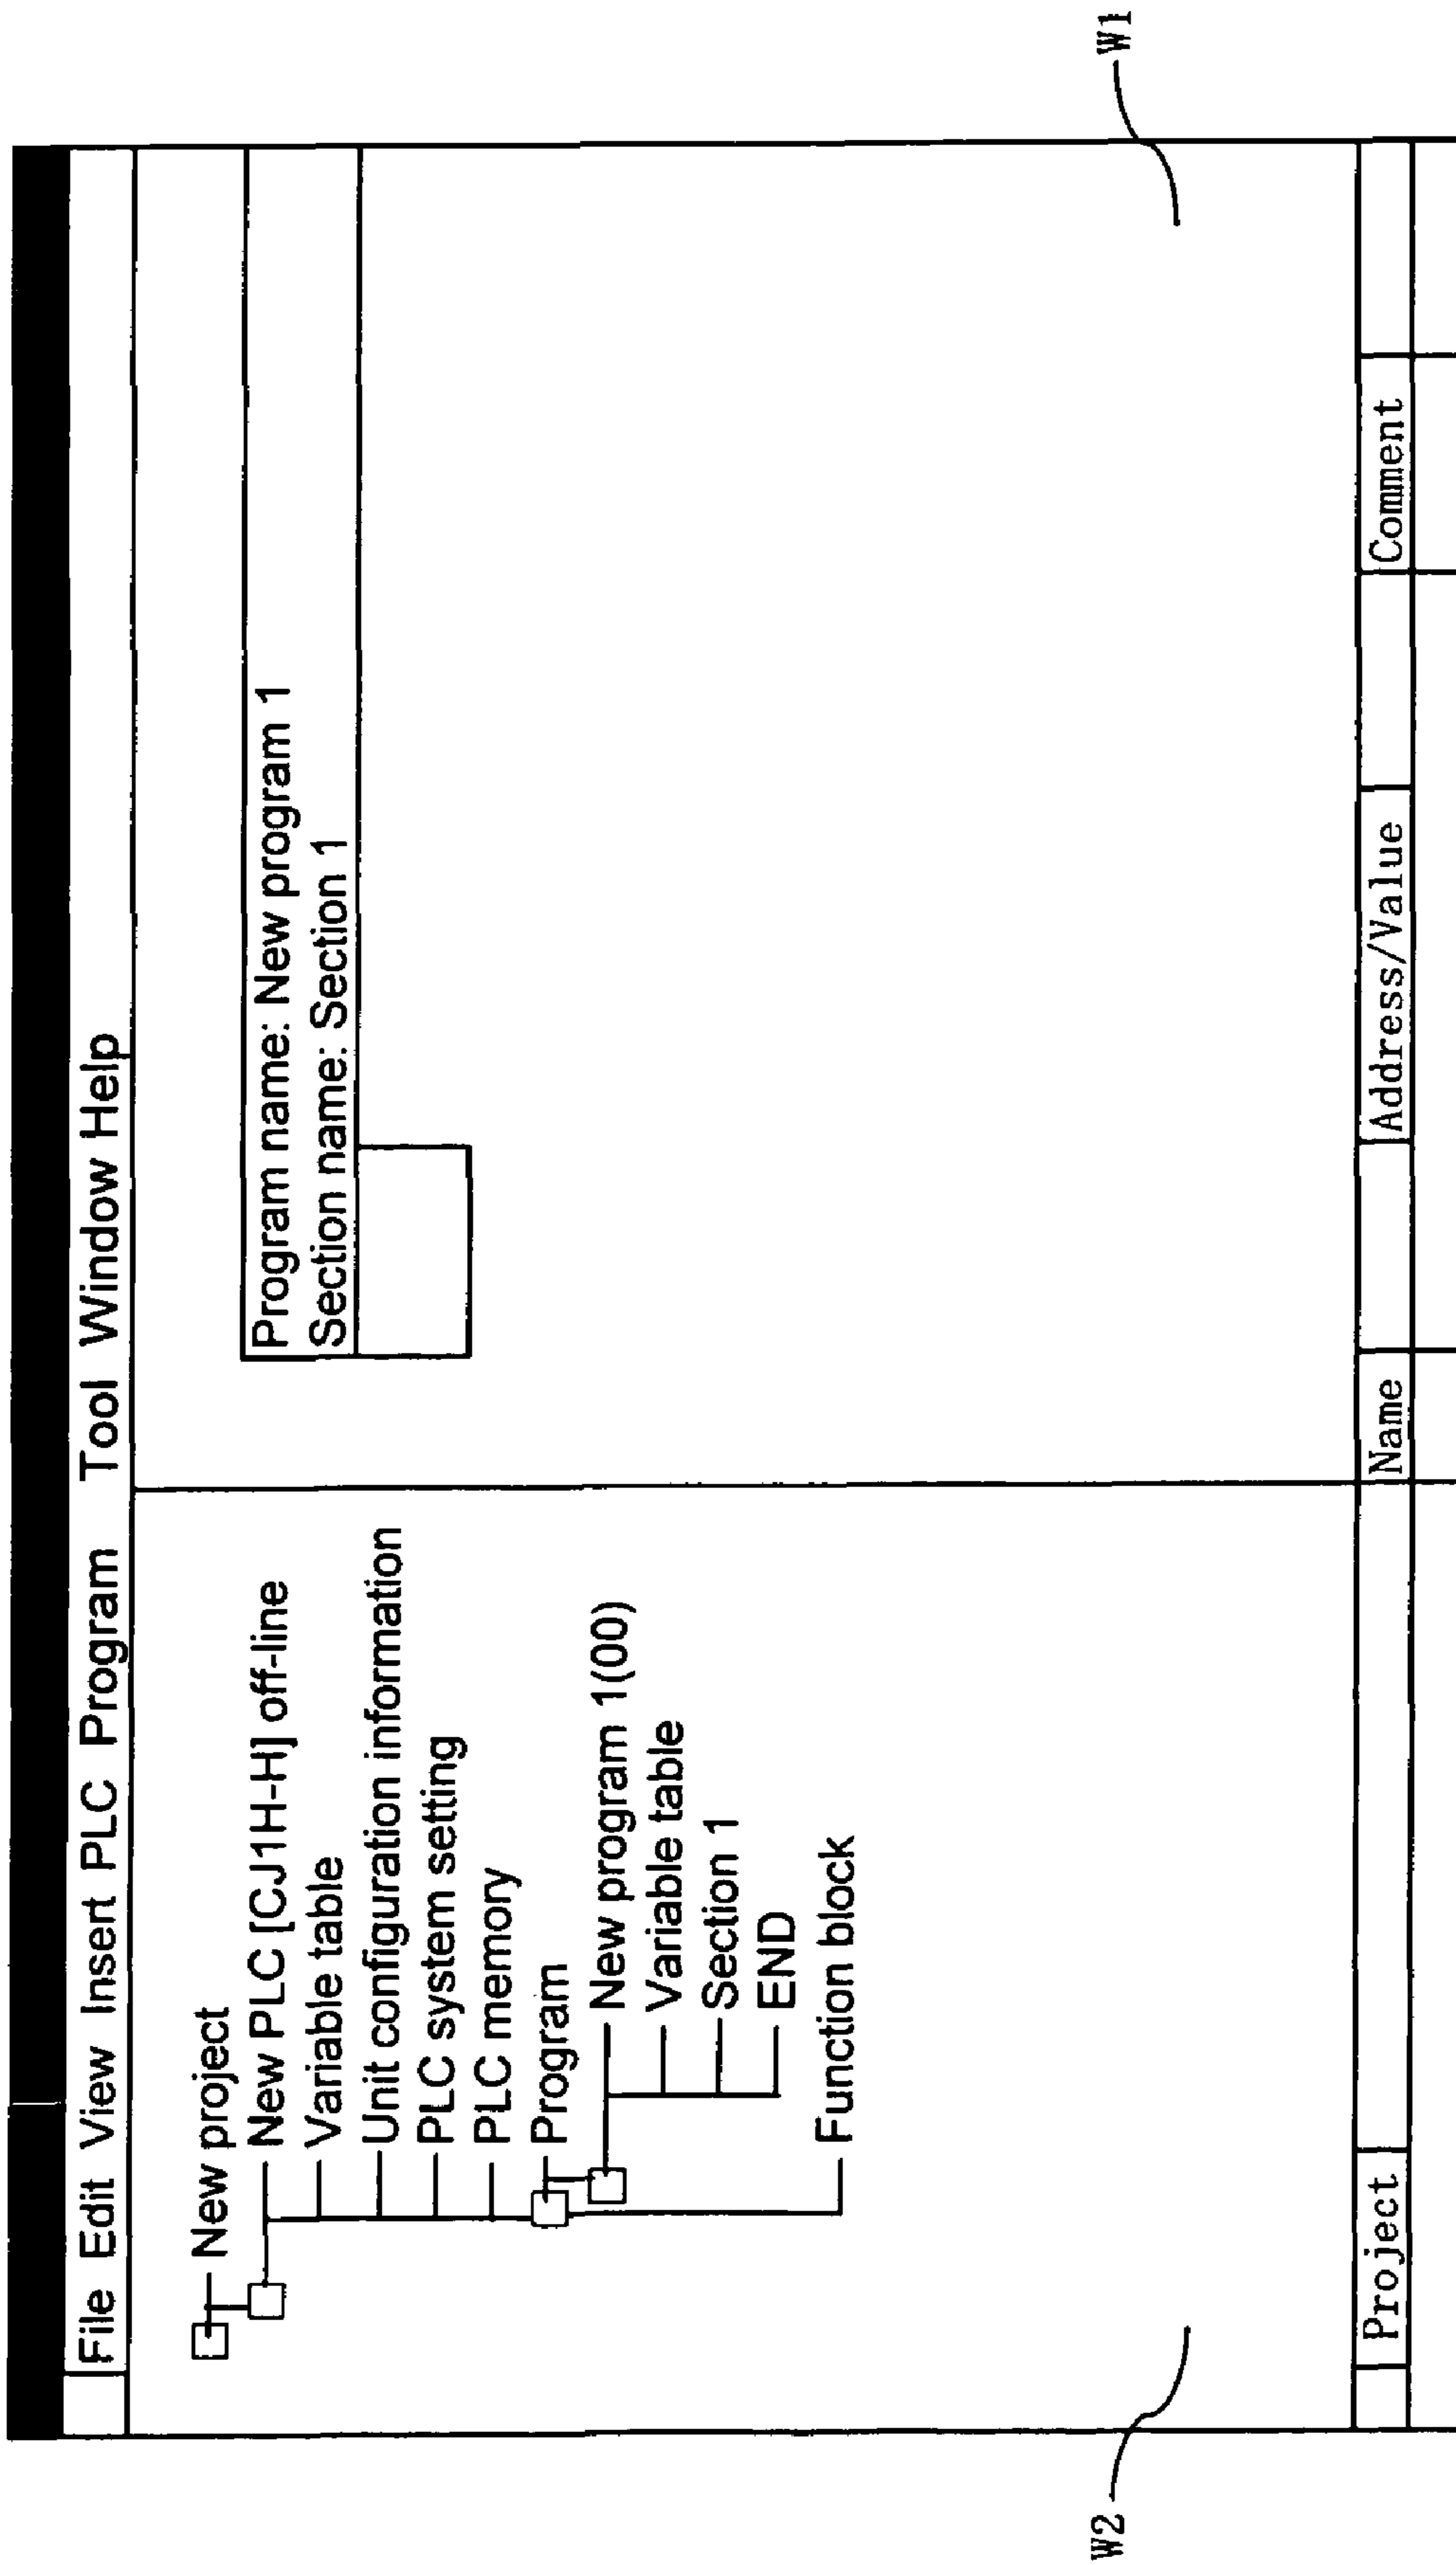 File Edit View Insert PLC Program Tool Window Help
New project
New PLC [CJ1H-H] off-line
Variable table
Unit configuration information
PLC system setting
PLC memory
Program
New program 1(00)
Variable table
Section 1
END
Function block
Program name: New program 1
Section name: Section 1
W2
W1
Project Name Address/Value Comment